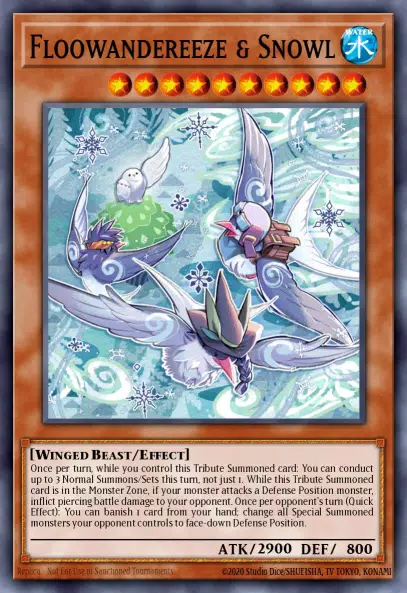 FLOOWANDEREEZE & SNOWL
WATER
水
[WINGED BEAST/EFFECT]
Once per turn, while you control this Tribute Summoned card: You can conduct
up to 3 Normal Summons/Sets this turn, not just 1. While this Tribute Summoned
card is in the Monster Zone, if your monster attacks a Defense Position monster,
inflict piercing battle damage to your opponent. Once per opponent's turn (Quick
Effect): You can banish 1 card from your hand; change all Special Summoned
monsters your opponent controls to face-down Defense Position.
ATK/2900 DEF/ 800
Replica - Not For Use in Sanctioned Tournaments. ©2020 Studio Dice/SHUEISHA, TV TOKYO, KONAMI